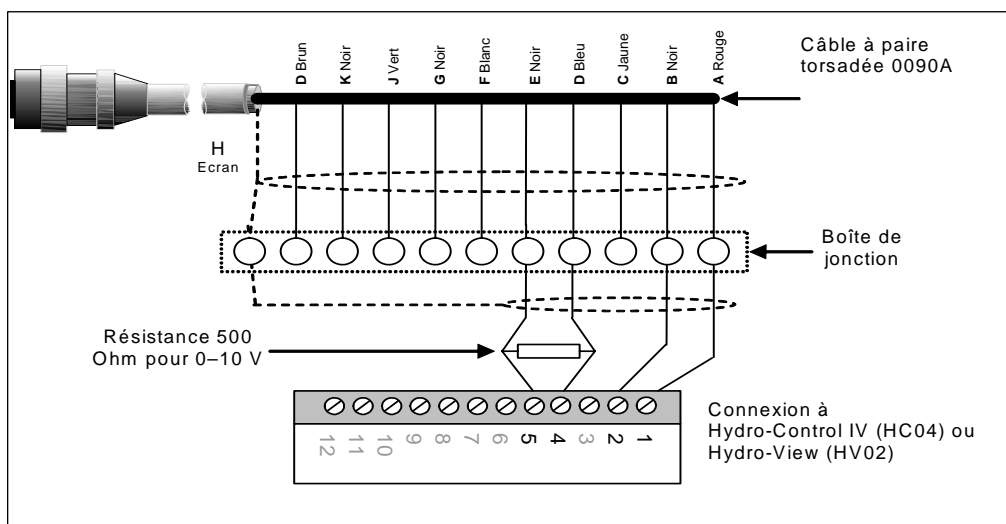 D Brun
K Noir
J Vert
G Noir
F Blanc
E Noir
D Bleu
C Jaune
B Noir
A Rouge
Câble à paire
torsadée 0090A
H
Ecran
Boîte de
jonction
Résistance 500
Ohm pour 0–10 V
12 11 10 9 8 7 6 5 4 3 2 1
Connexion à
Hydro-Control IV (HC04) ou
Hydro-View (HV02)